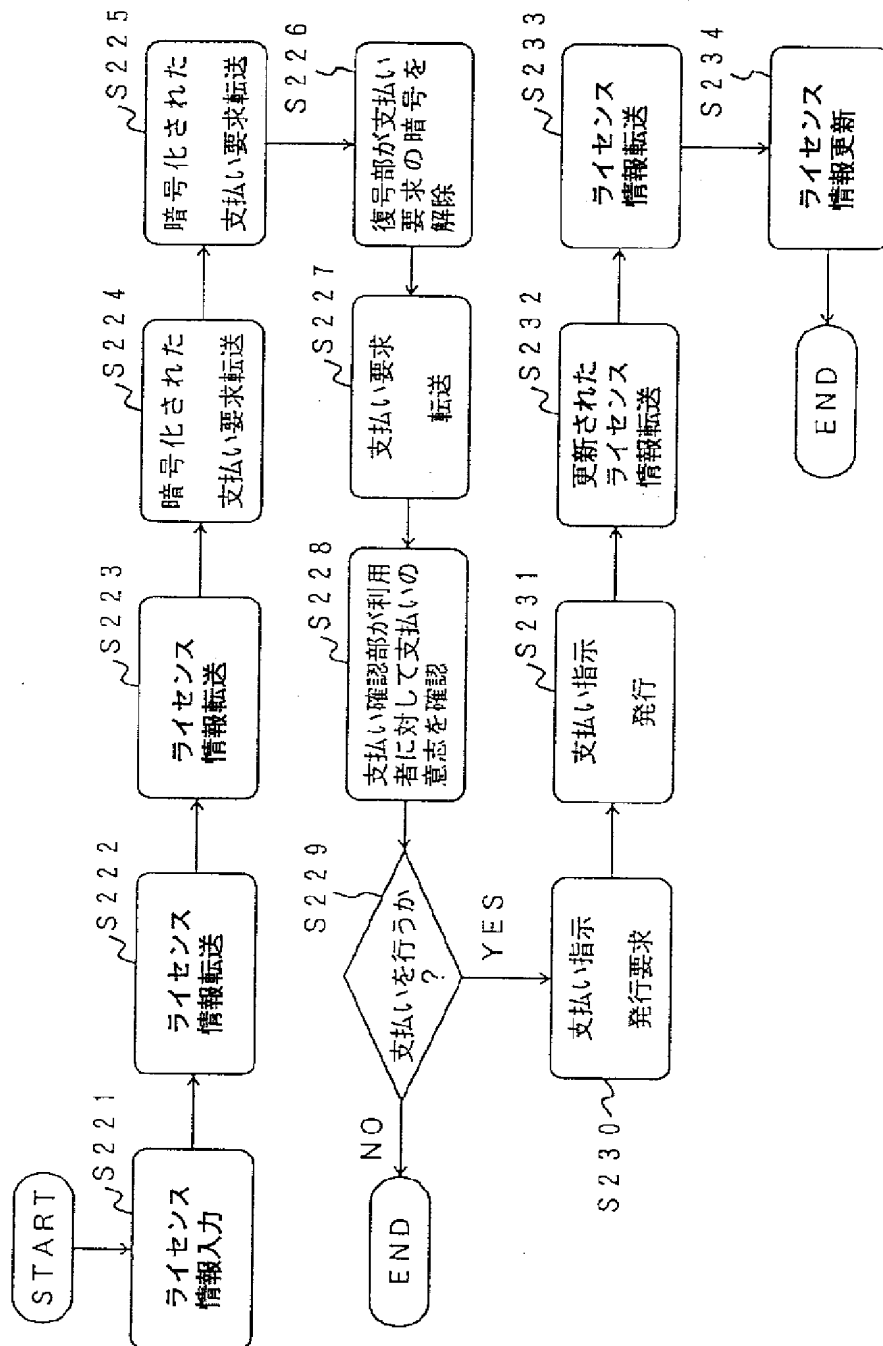 START
S221
ライセンス
情報入力
S222
ライセンス
情報転送
S223
ライセンス
情報転送
S224
暗号化された
支払い要求転送
S225
暗号化された
支払い要求転送
S226
復号部が支払い
要求の暗号を
解除
S227
支払い要求
転送
S228
支払い確認部が利用
者に対して支払いの
意志を確認
S229
支払いを行うか
?
NO
END
YES
S230
支払い指示
発行要求
S231
支払い指示
発行
S232
更新された
ライセンス
情報転送
S233
ライセンス
情報転送
S234
ライセンス
情報更新
END